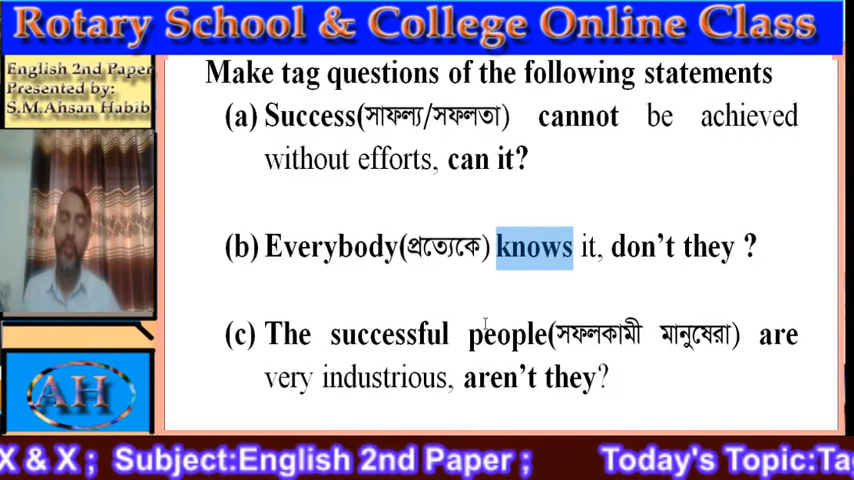 Rotary School & College Online Class
English 2nd Paper
Presented by:
S.M.Ahsan Habib
Make tag questions of the following statements
(a) Success(সাফল্য/সফলতা) cannot be achieved
without efforts, can it?
(b) Everybody(প্রত্যেকে) knows it, don't they ?
(c) The successful people(সফলকামী মানুষেরা) are
very industrious, aren't they?
AH
X & X ; Subject:English 2nd Paper ; Today's Topic:Ta